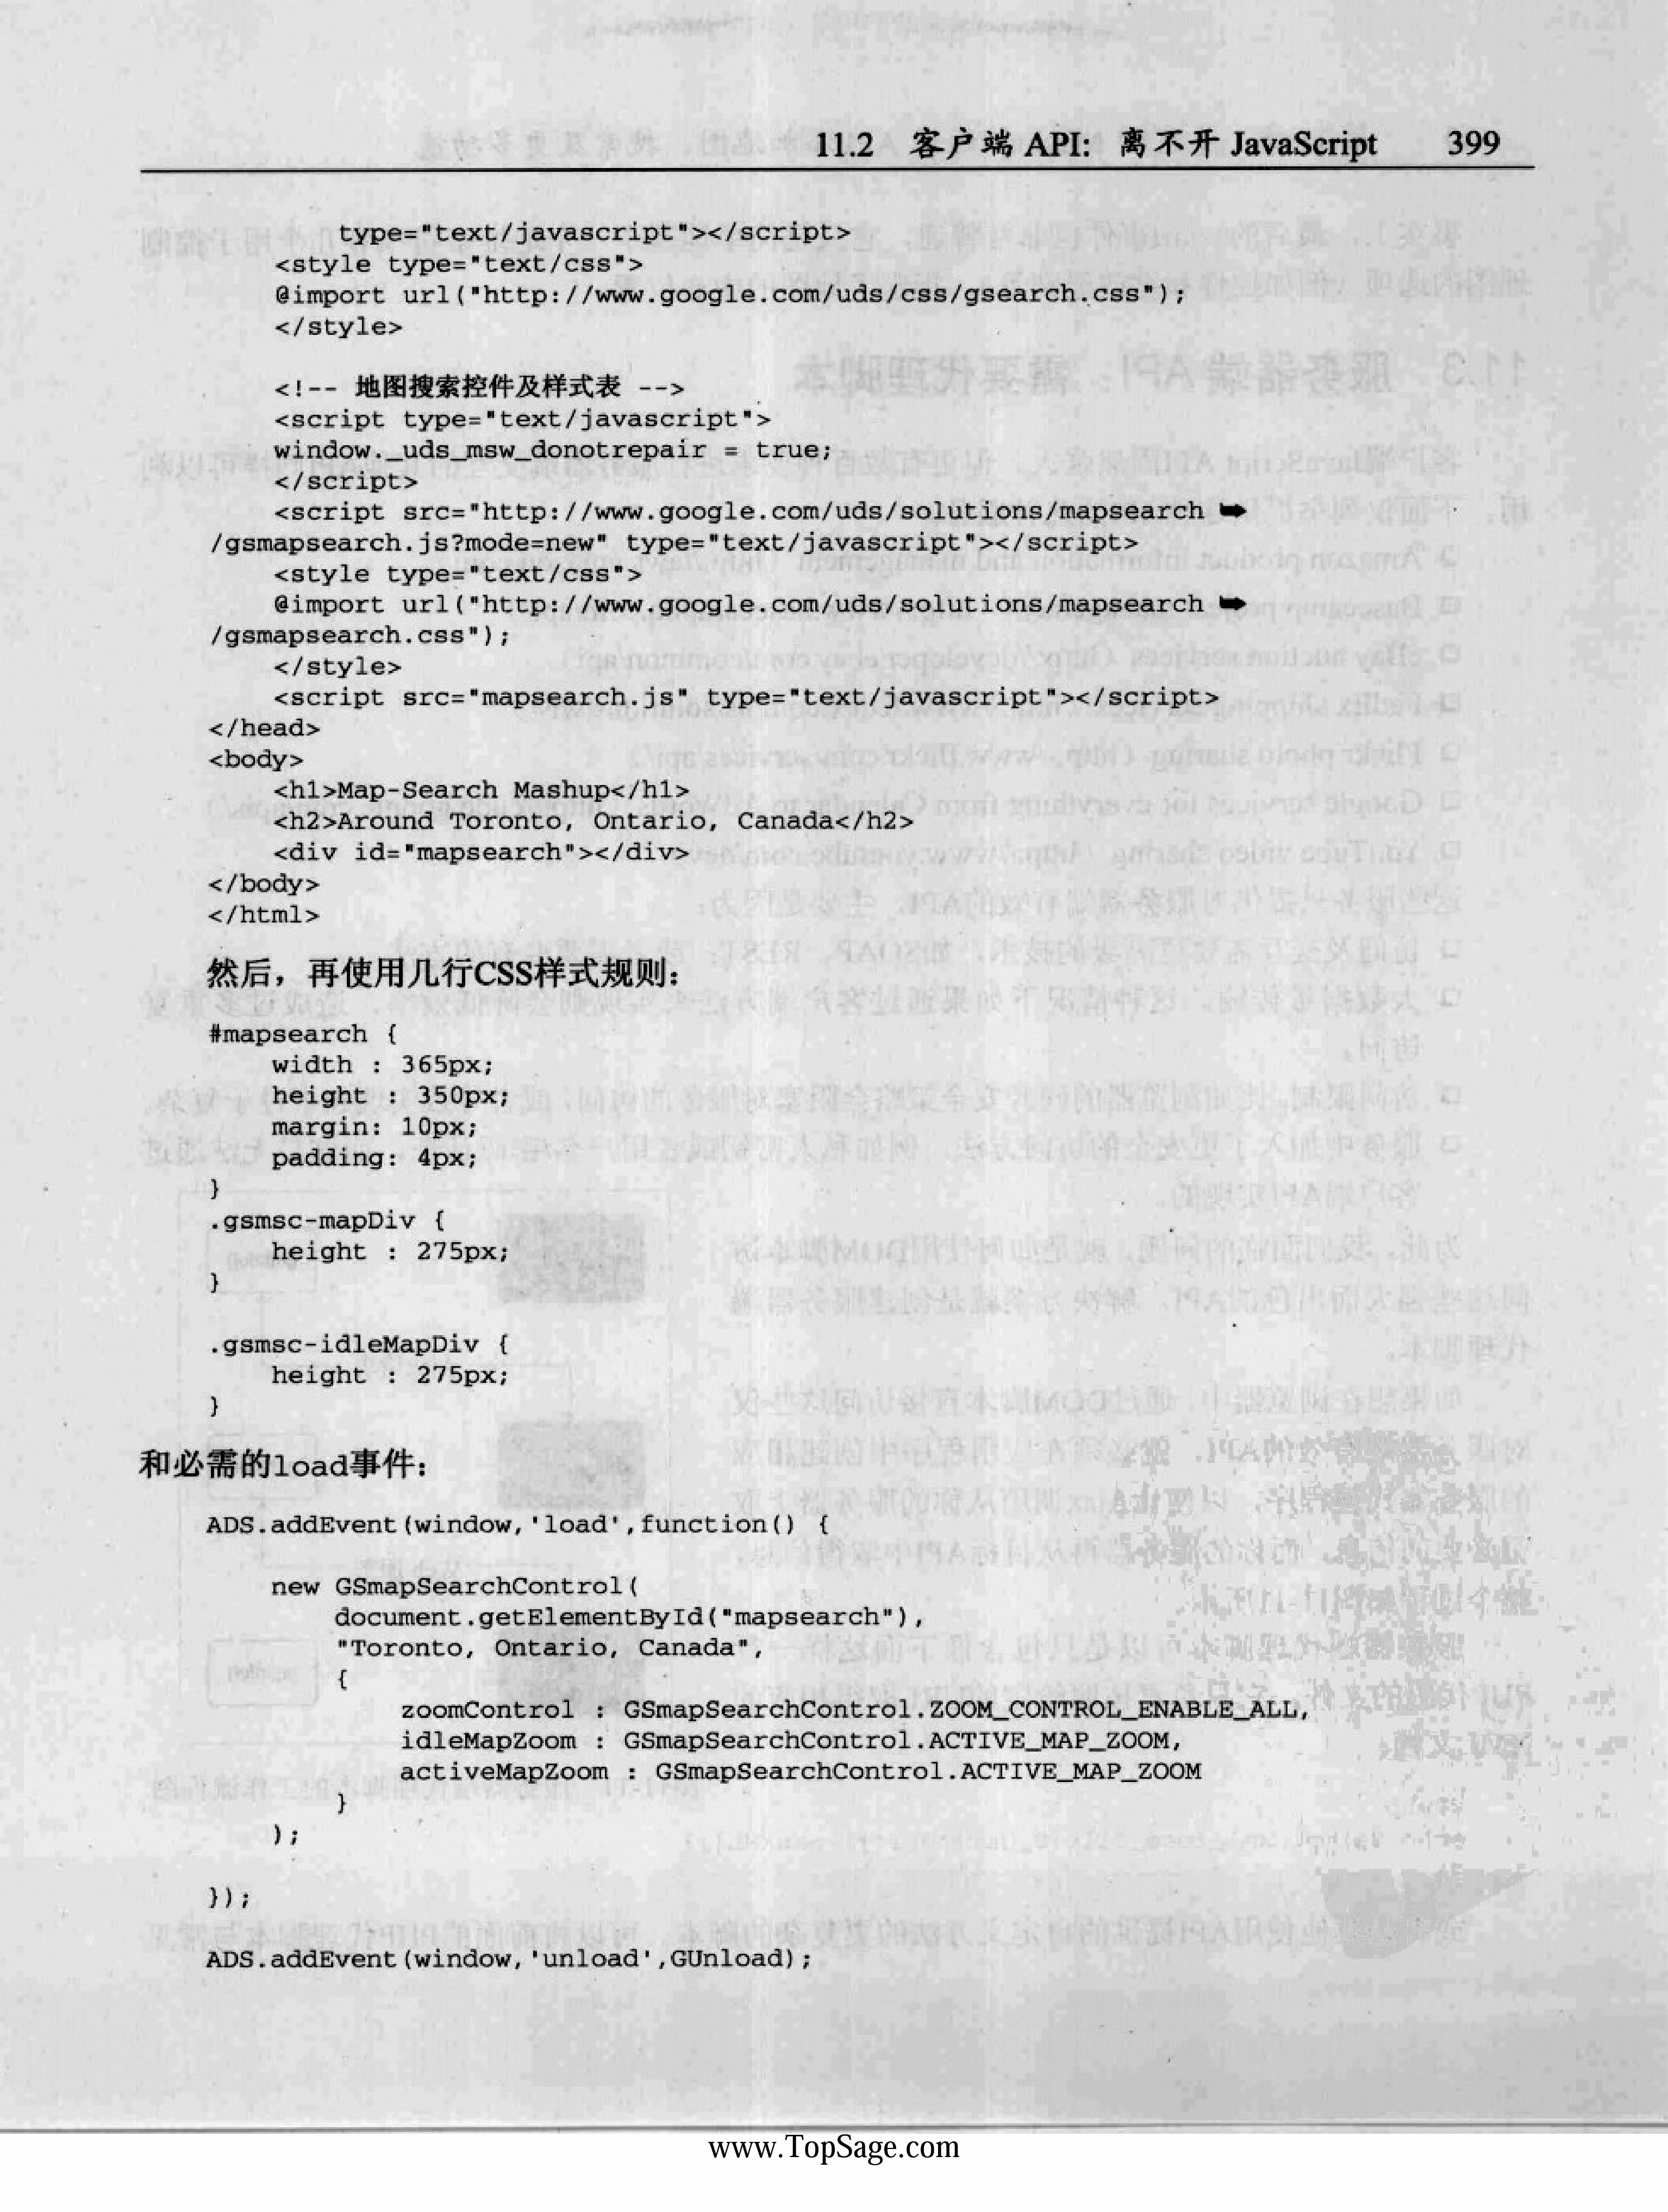 11.2 客户端 API: 离不开 JavaScript 399
type="text/javascript"></script>
<style type="text/css">
@import url("http://www.google.com/uds/css/gsearch.css");
</style>
<!-- 地图搜索控件及样式表 -->
<script type="text/javascript">
window._uds_msw_donotrepair = true;
</script>
<script src="http://www.google.com/uds/solutions/mapsearch ➥
/gsmapsearch.js?mode=new" type="text/javascript"></script>
<style type="text/css">
@import url("http://www.google.com/uds/solutions/mapsearch ➥
/gsmapsearch.css");
</style>
<script src="mapsearch.js" type="text/javascript"></script>
</head>
<body>
<h1>Map-Search Mashup</h1>
<h2>Around Toronto, Ontario, Canada</h2>
<div id="mapsearch"></div>
</body>
</html>
然后，再使用几行CSS样式规则：
#mapsearch {
width : 365px;
height : 350px;
margin: 10px;
padding: 4px;
}
.gsmsc-mapDiv {
height : 275px;
}
.gsmsc-idleMapDiv {
height : 275px;
}
和必需的load事件：
ADS.addEvent(window,'load',function() {
new GSmapSearchControl(
document.getElementById("mapsearch"),
"Toronto, Ontario, Canada",
{
zoomControl : GSmapSearchControl.ZOOM_CONTROL_ENABLE_ALL,
idleMapZoom : GSmapSearchControl.ACTIVE_MAP_ZOOM,
activeMapZoom : GSmapSearchControl.ACTIVE_MAP_ZOOM
}
);
});
ADS.addEvent(window,'unload',GUnload);
www.TopSage.com